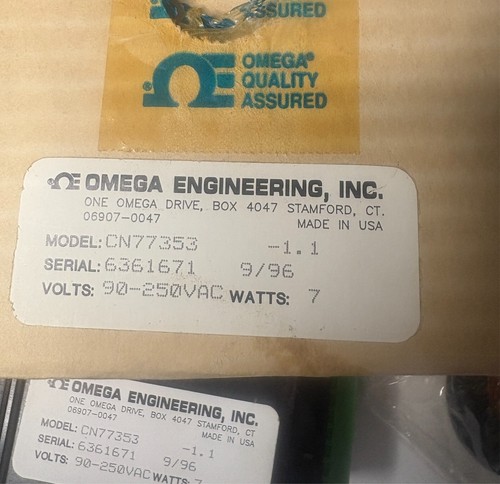 ASSURED
OMEGA®
QUALITY
ASSURED
OMEGA ENGINEERING, INC.
ONE OMEGA DRIVE, BOX 4047 STAMFORD, CT.
06907-0047 MADE IN USA
MODEL: CN77353 -1.1
SERIAL: 6361671 9/96
VOLTS: 90-250VAC WATTS: 7
OMEGA ENGINEERING, INC.
ONE OMEGA DRIVE, BOX 4047 STAMFORD, CT
06907-0047 MADE IN USA
MODEL: CN77353 -1.1
SERIAL: 6361671 9/96
VOLTS: 90-250VAC WATTS: 7